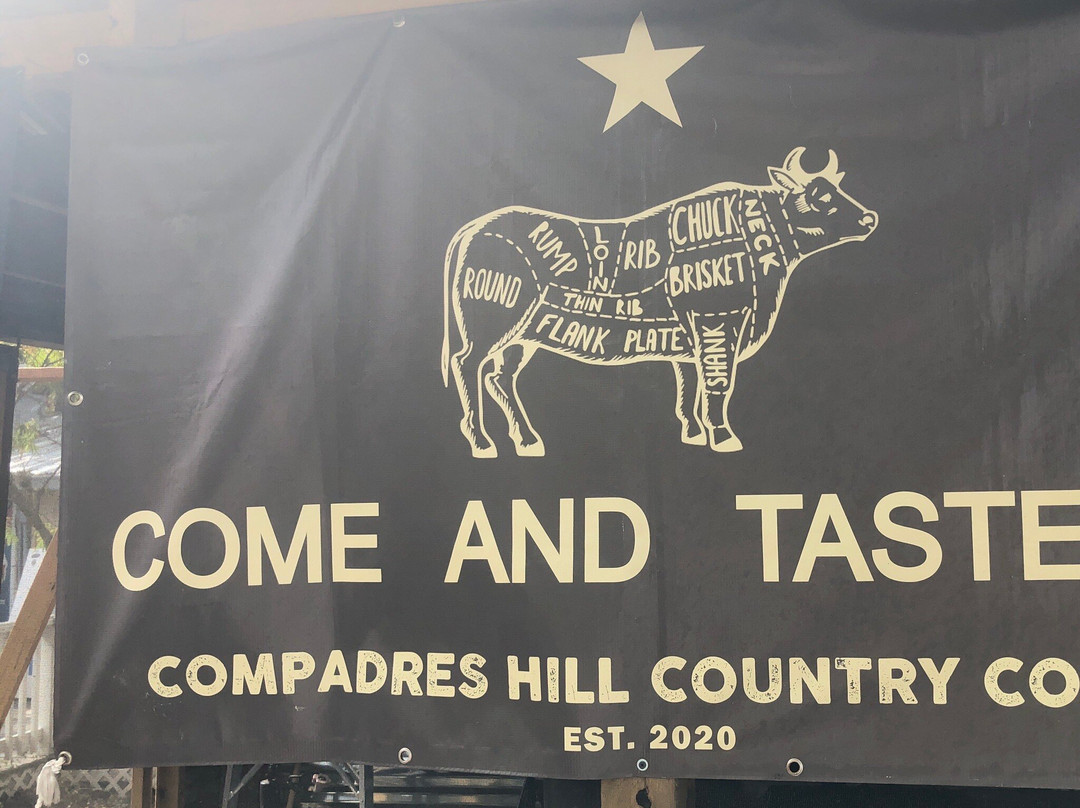 CHUCK
NECK
RUMP
LOIN
RIB
BRISKET
ROUND
THIN RIB
FLANK PLATE
SHANK
COME AND TASTE
COMPADRES HILL COUNTRY CO
EST. 2020